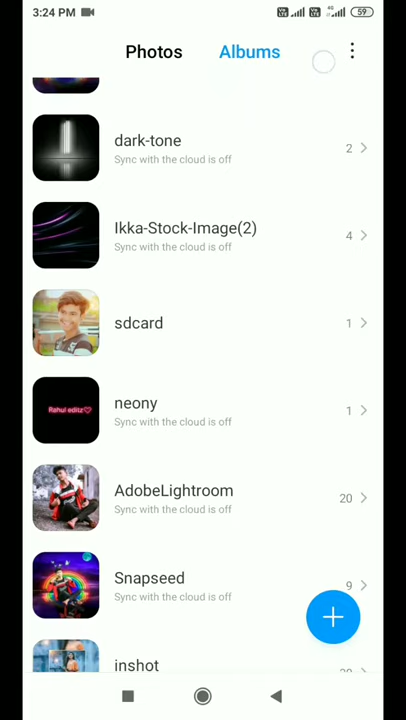 3:24 PM
59
Photos
Albums
dark-tone
Sync with the cloud is off
2
Ikka-Stock-Image(2)
Sync with the cloud is off
4
sdcard
1
Rahul editz
neony
Sync with the cloud is off
1
AdobeLightroom
Sync with the cloud is off
20
Snapseed
Sync with the cloud is off
9
inshot